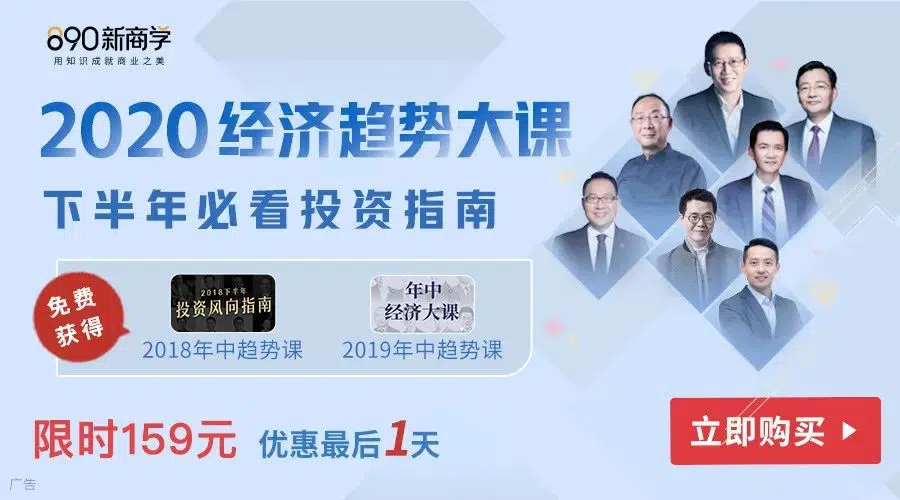 890新商学
用知识成就商业之美
2020经济趋势大课
下半年必看投资指南
免费
获得
2018下半年
投资风向指南
2018年中趋势课
年中
经济大课
2019年中趋势课
限时159元
优惠最后1天
立即购买
广告